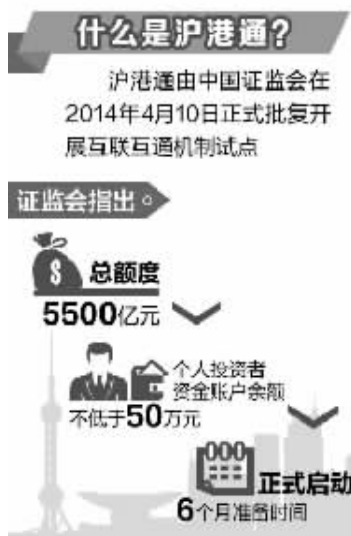 什么是沪港通?
沪港通由中国证监会在
2014年4月10日正式批复开
展互联互通机制试点
证监会指出
$
总额度
5500亿元
个人投资者
资金账户余额
不低于50万元
000
正式启动
6个月准备时间